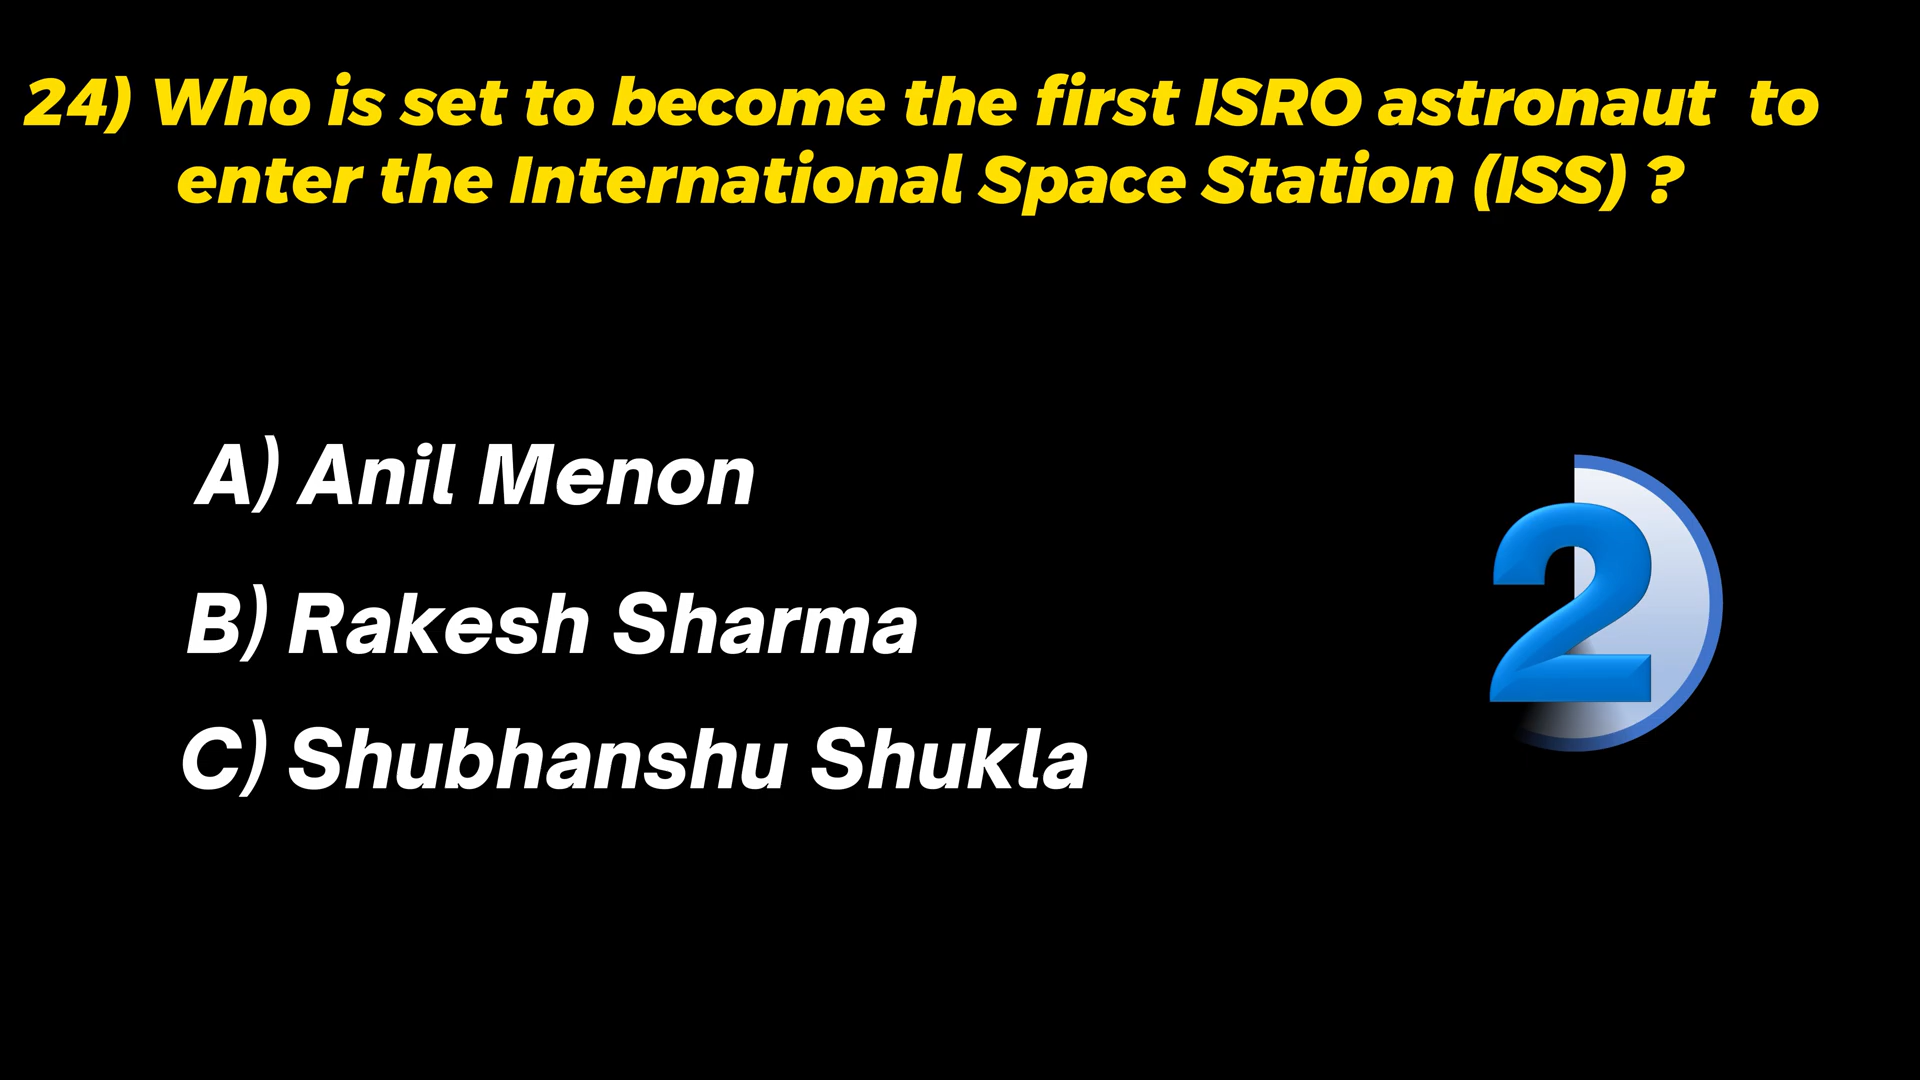 24) Who is set to become the first ISRO astronaut  to
enter the International Space Station (ISS) ?
A) Anil Menon
B) Rakesh Sharma
2
C) Shubhanshu Shukla